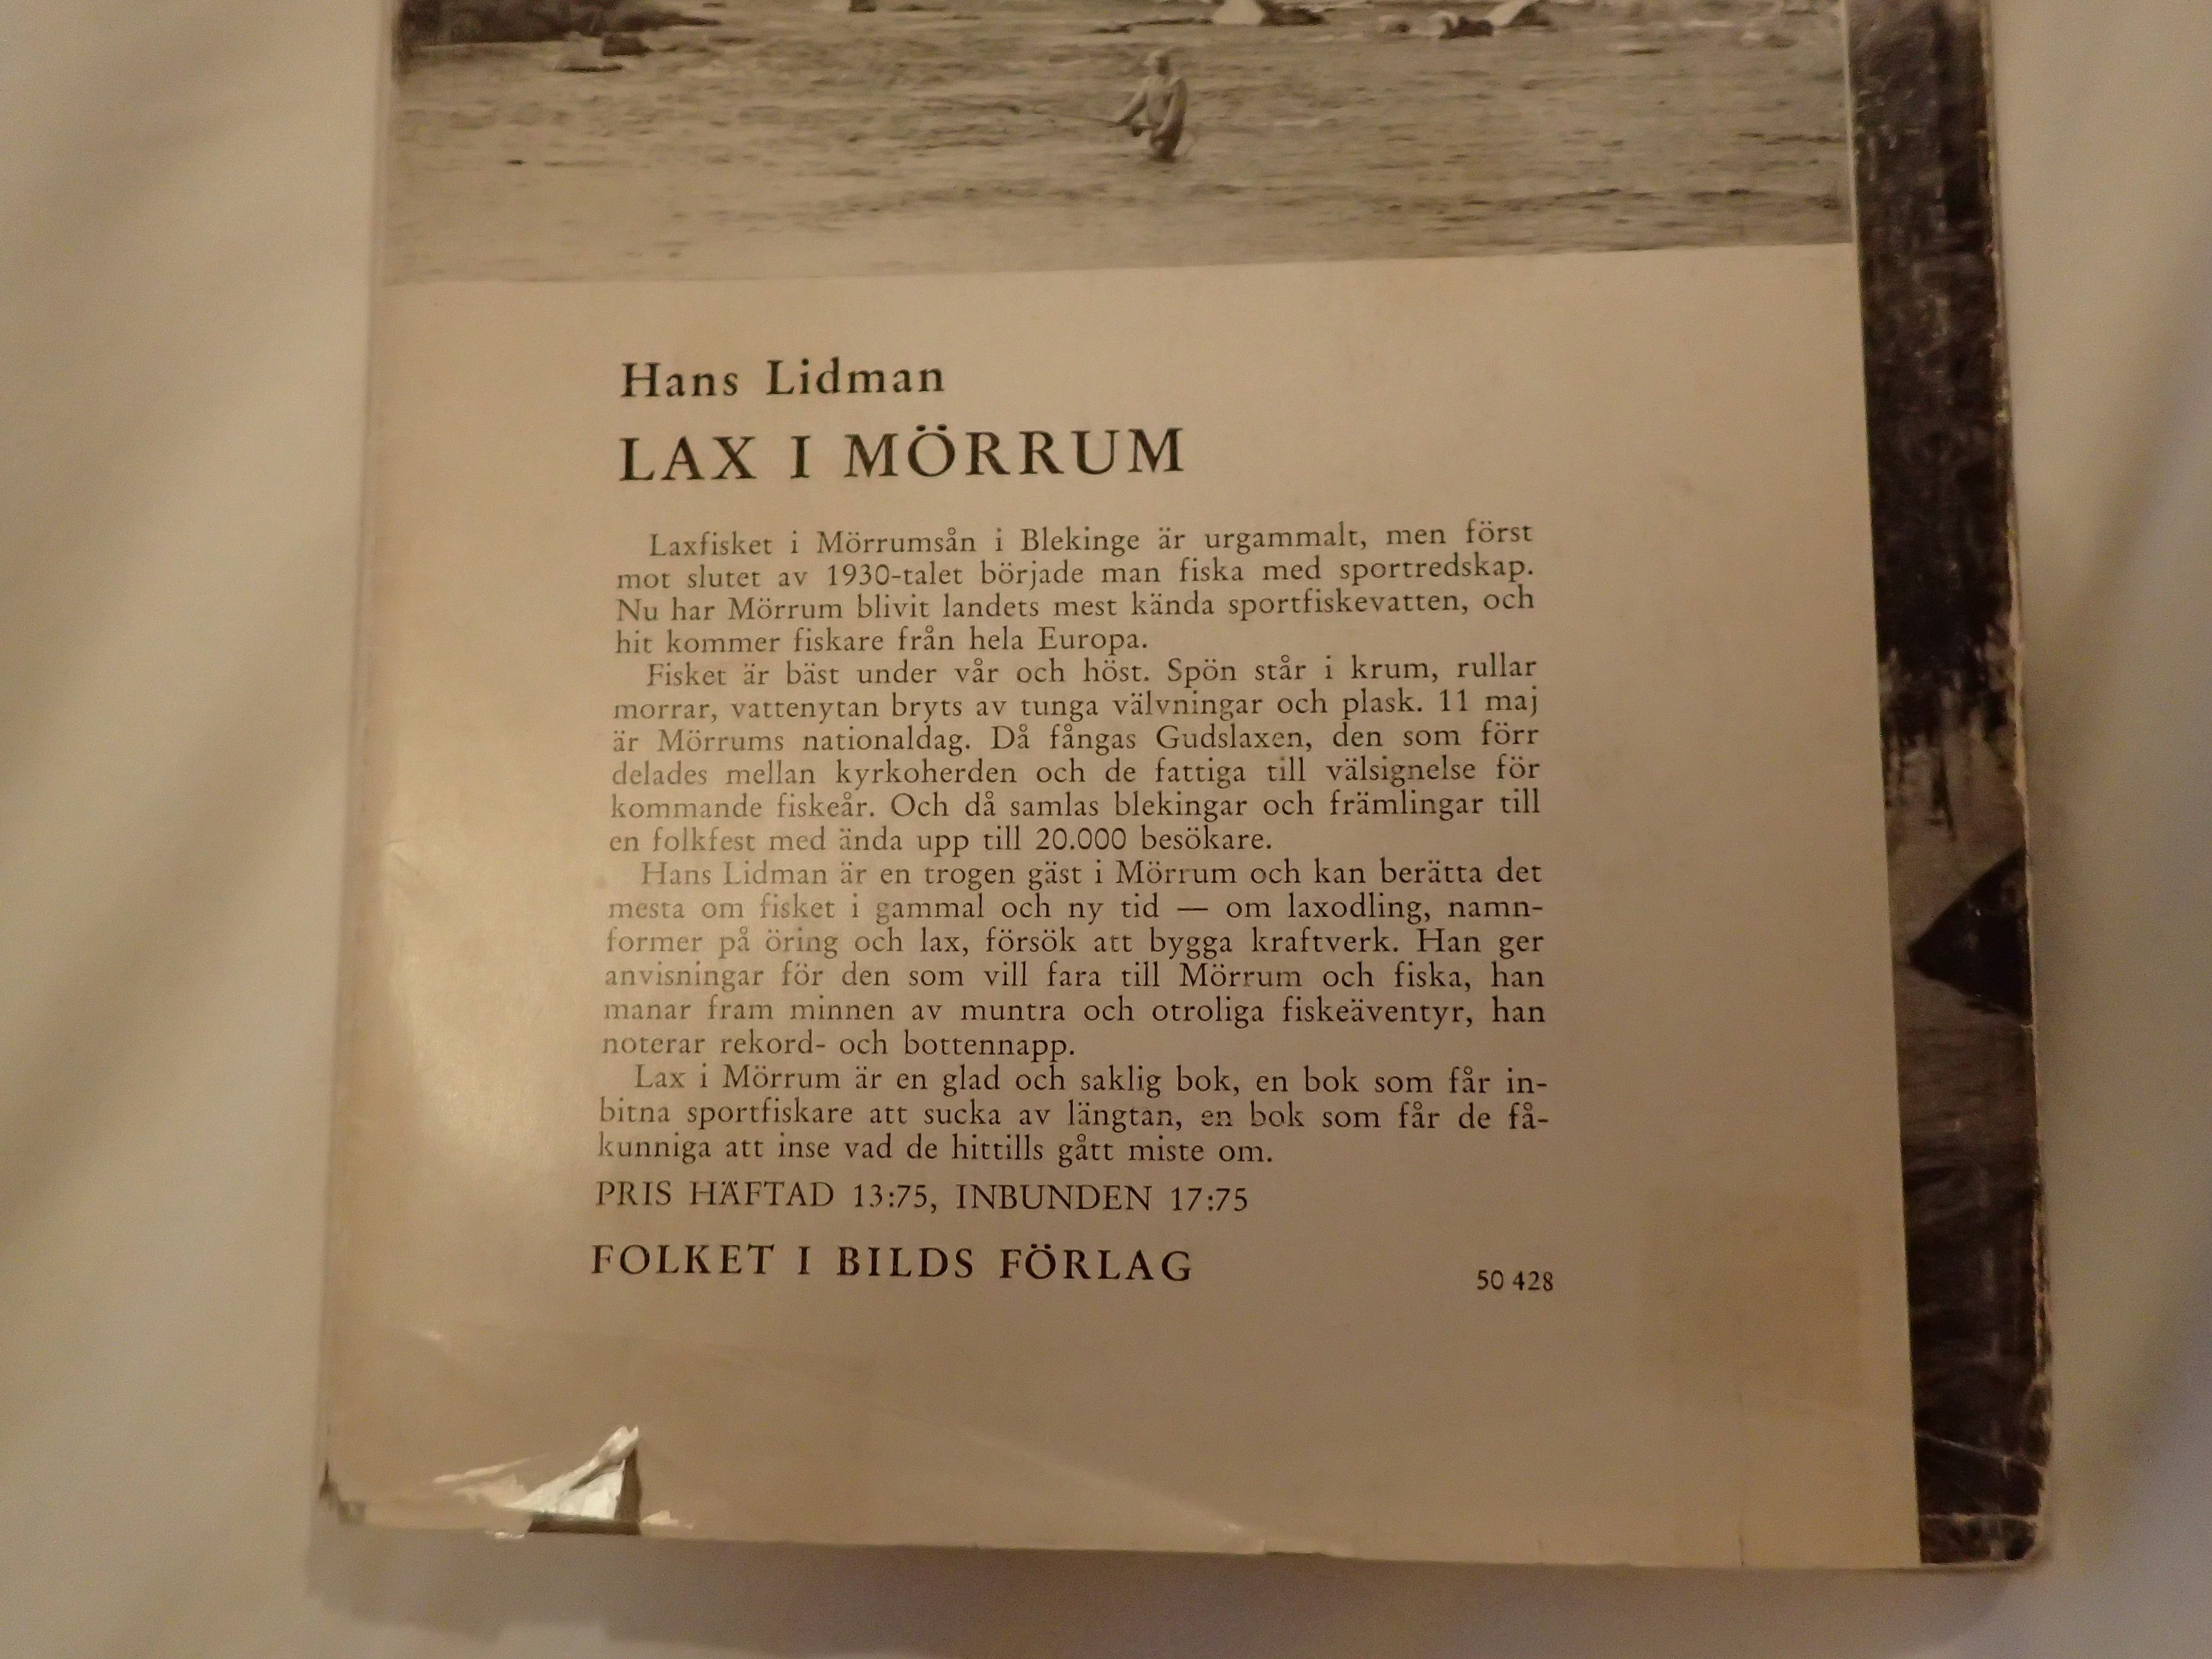 Hans Lidman
LAX I MÖRRUM
Laxfisket i Mörrumsån i Blekinge är urgammalt, men först
mot slutet av 1930-talet började man fiska med sportredskap.
Nu har Mörrum blivit landets mest kända sportfiskevatten, och
hit kommer fiskare från hela Europa.
Fisket är bäst under vår och höst. Spön står i krum, rullar
morrar, vattenytan bryts av tunga välvningar och plask. 11 maj
är Mörrums nationaldag. Då fångas Gudslaxen, den som förr
delades mellan kyrkoherden och de fattiga till välsignelse för
kommande fiskeår. Och då samlas blekingar och främlingar till
en folkfest med ända upp till 20.000 besökare.
Hans Lidman är en trogen gäst i Mörrum och kan berätta det
mesta om fisket i gammal och ny tid — om laxodling, namn-
former på öring och lax, försök att bygga kraftverk. Han ger
anvisningar för den som vill fara till Mörrum och fiska, han
manar fram minnen av muntra och otroliga fiskeäventyr, han
noterar rekord- och bottennapp.
Lax i Mörrum är en glad och saklig bok, en bok som får in-
bitna sportfiskare att sucka av längtan, en bok som får de få-
kunniga att inse vad de hittills gått miste om.
PRIS HÄFTAD 13:75, INBUNDEN 17:75
FOLKET I BILDS FÖRLAG
50 428